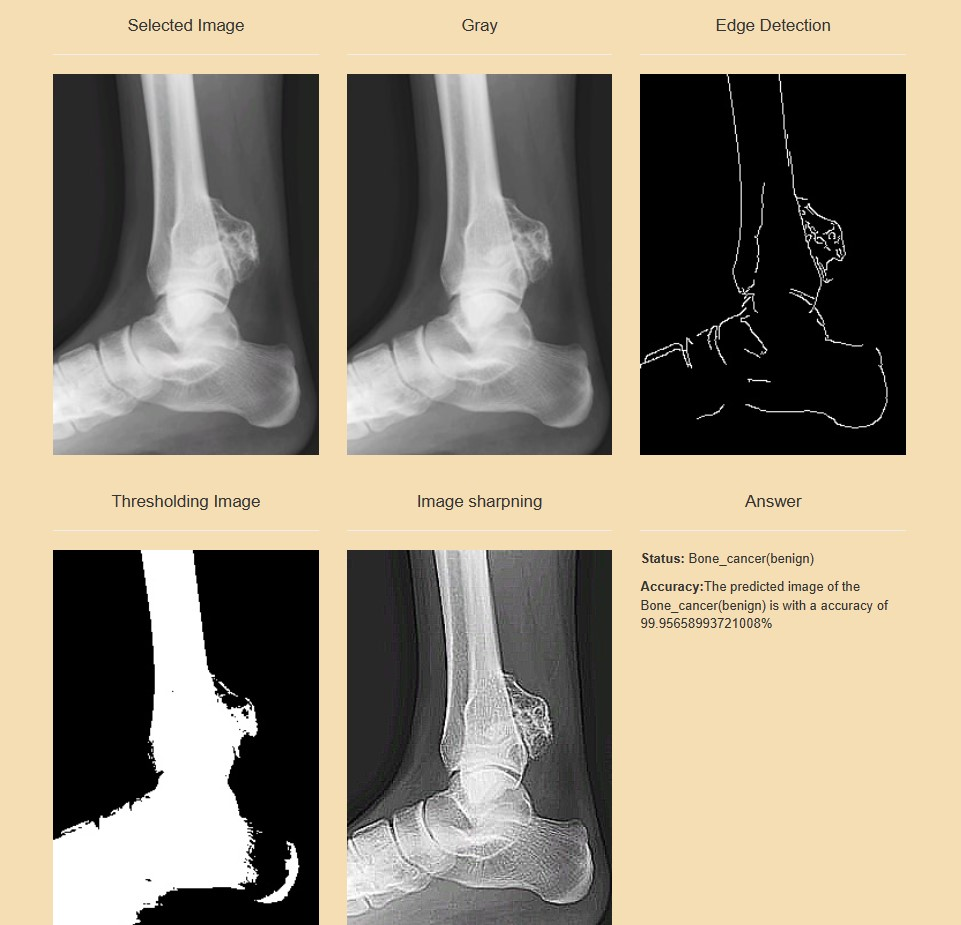 Selected Image
Gray
Edge Detection
Thresholding Image
Image sharpning
Answer
Status: Bone_cancer(benign)
Accuracy:The predicted image of the
Bone_cancer(benign) is with a accuracy of
99.95658993721008%